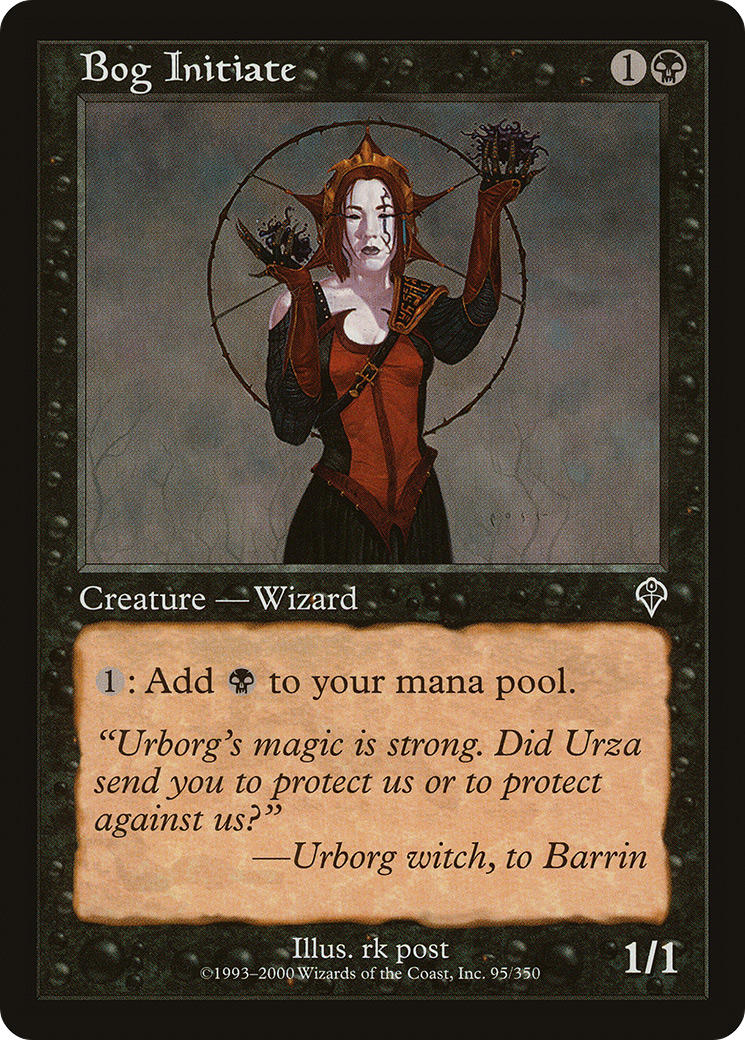 Bog Initiate 1
post
Creature — Wizard
1: Add to your mana pool.
“Urborg’s magic is strong. Did Urza
send you to protect us or to protect
against us?”
—Urborg witch, to Barrin
Illus. rk post
©1993–2000 Wizards of the Coast, Inc. 95/350
1/1